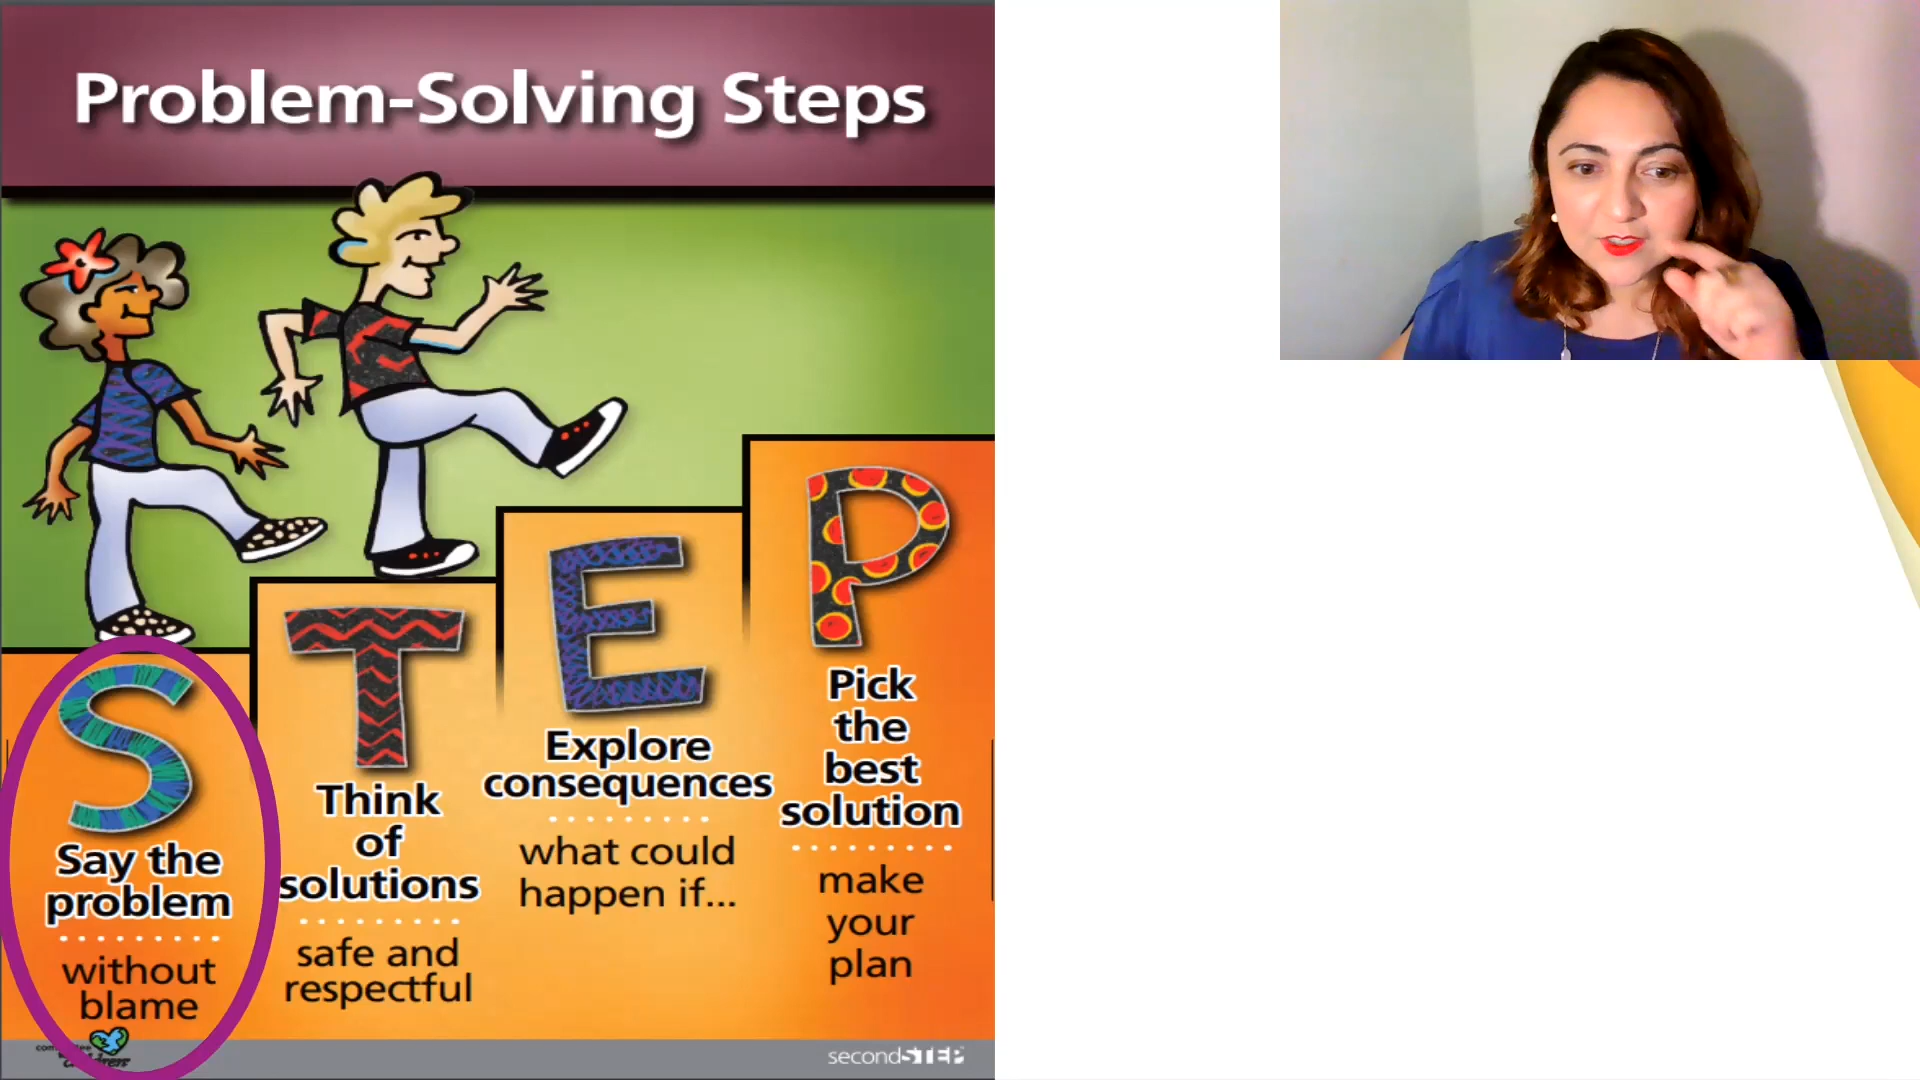 Problem-Solving Steps
S
Say the
problem
without
blame
T
Think
of
solutions
safe and
respectful
E
Explore
consequences
what could
happen if...
P
Pick
the
best
solution
make
your
plan
secondSTEP